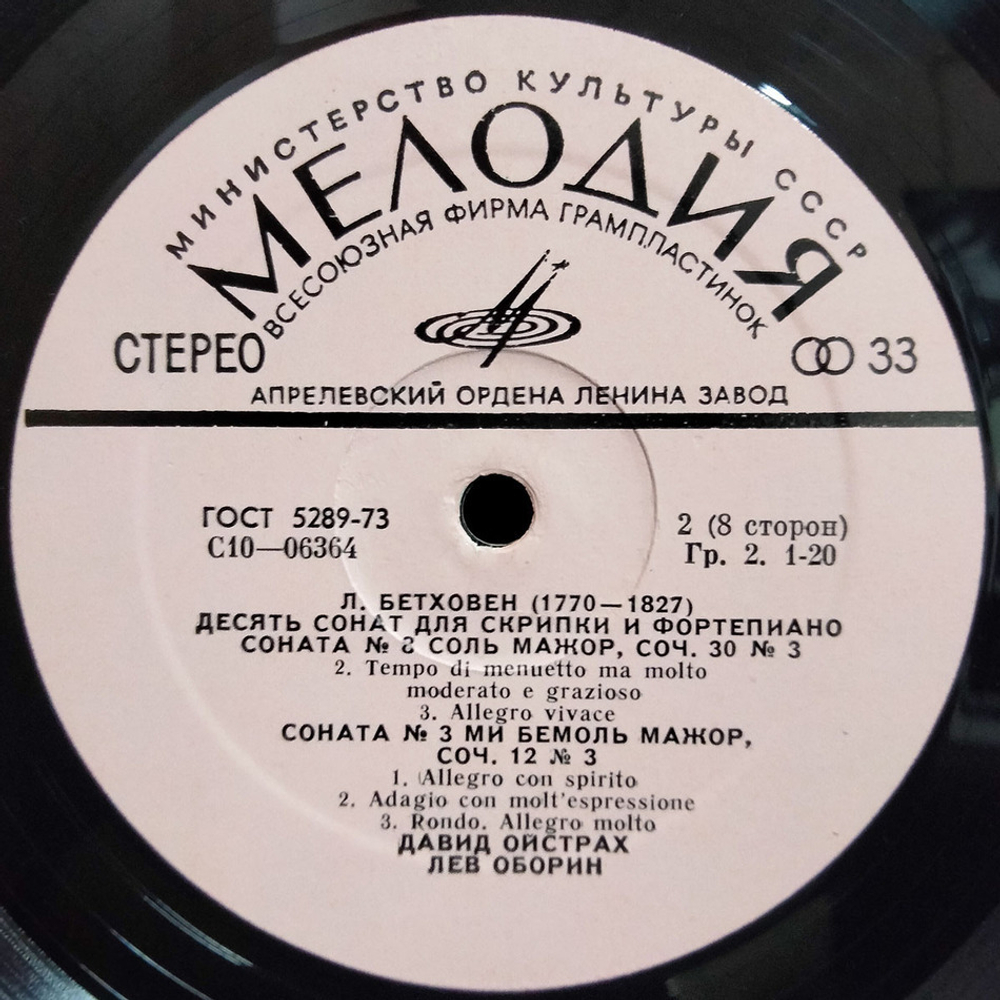 МИНИСТЕРСТВО КУЛЬТУРЫ СССР
МЕЛОДИЯ
ВСЕСОЮЗНАЯ ФИРМА ГРАМПЛАСТИНОК
СТЕРЕО
33
АПРЕЛЕВСКИЙ ОРДЕНА ЛЕНИНА ЗАВОД
ГОСТ 5289-73
С10—06364
2 (8 сторон)
Гр. 2. 1-20
Л. БЕТХОВЕН (1770—1827)
ДЕСЯТЬ СОНАТ ДЛЯ СКРИПКИ И ФОРТЕПИАНО
СОНАТА № 8 СОЛЬ МАЖОР, СОЧ. 30 № 3
2. Tempo di menuetto ma molto
moderato e grazioso
3. Allegro vivace
СОНАТА № 3 МИ БЕМОЛЬ МАЖОР,
СОЧ. 12 № 3
1. Allegro con spirito
2. Adagio con molt'espressione
3. Rondo. Allegro molto
ДАВИД ОЙСТРАХ
ЛЕВ ОБОРИН